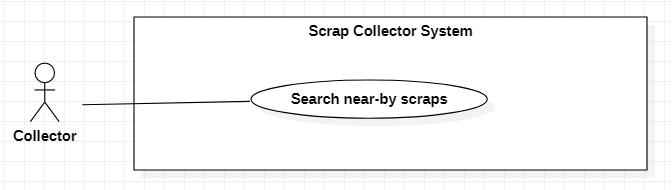 Scrap Collector System
Search near-by scraps
Collector